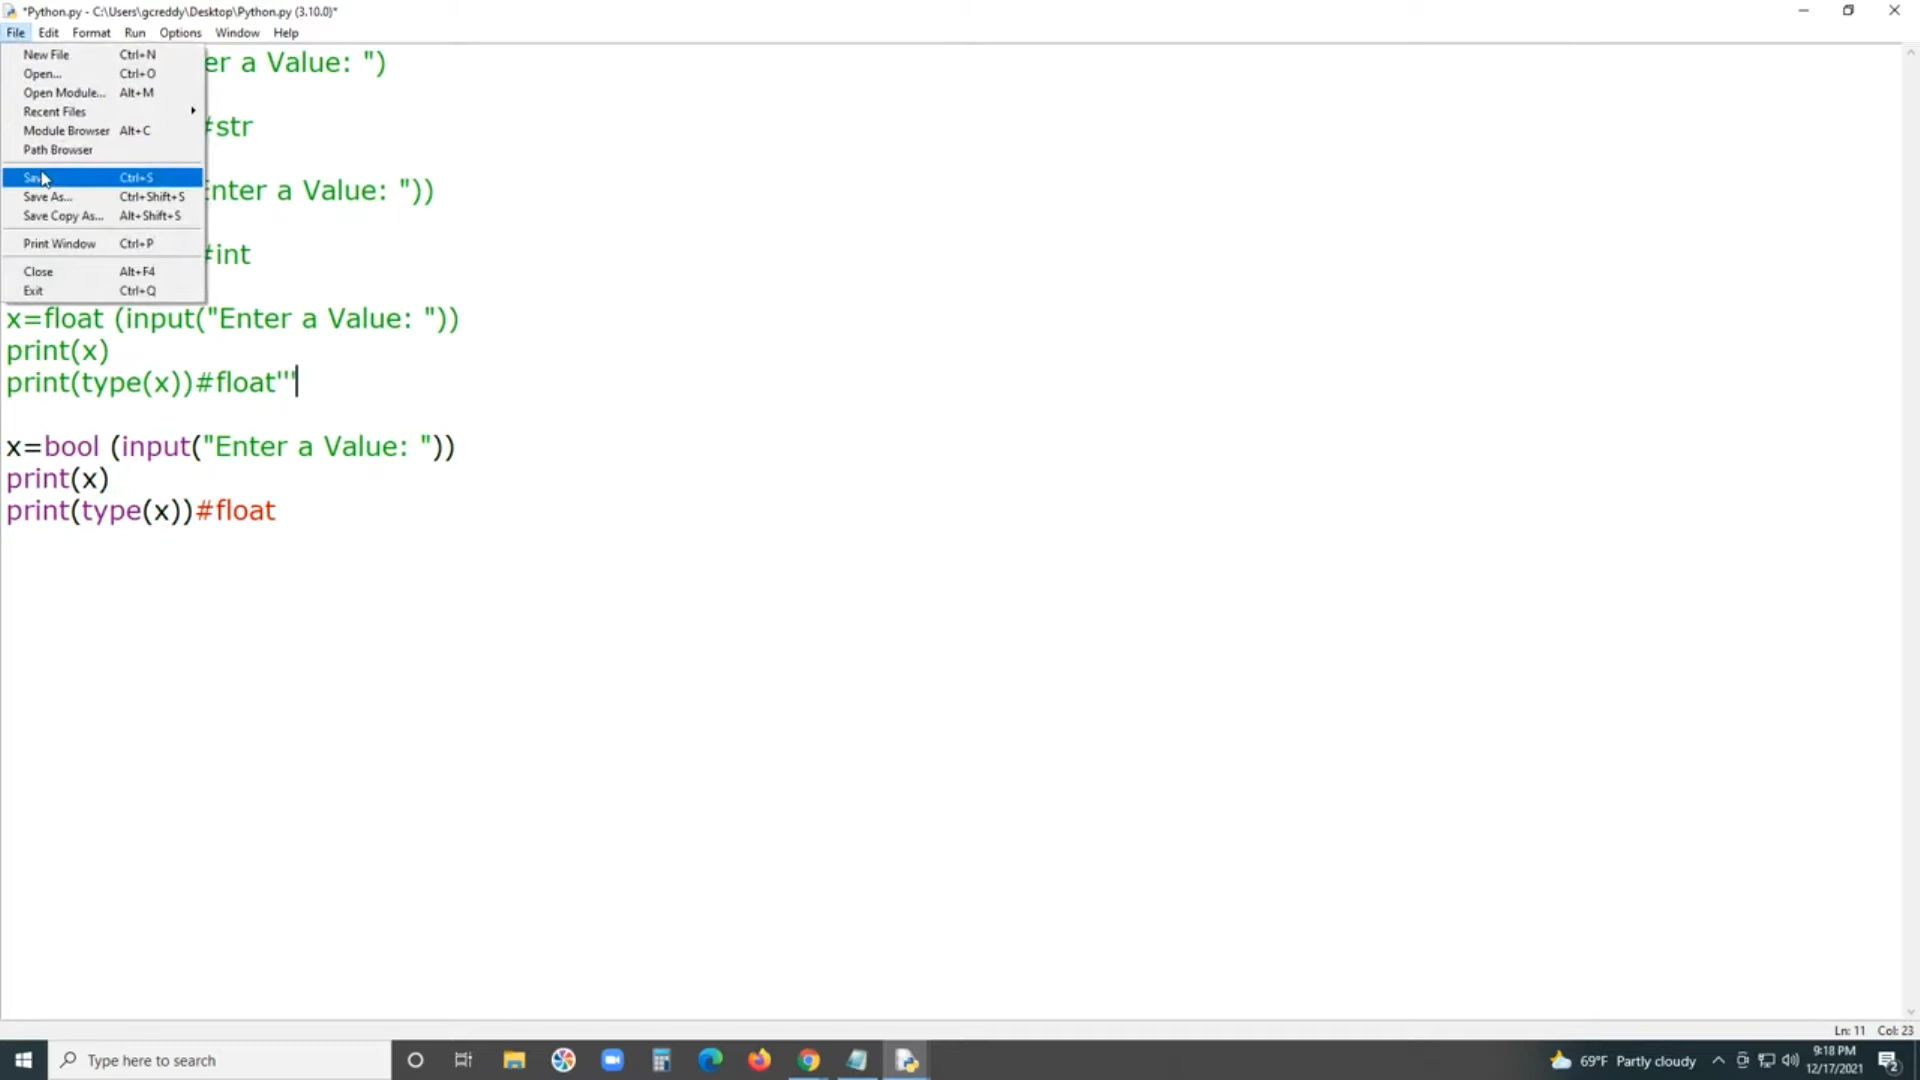 *Python.py - C:\Users\gcreddy\Desktop\Python.py (3.10.0)*
File Edit Format Run Options Window Help
New File Ctrl+N
Open... Ctrl+O
Open Module... Alt+M
Recent Files
Module Browser Alt+C
Path Browser
Save Ctrl+S
Save As... Ctrl+Shift+S
Save Copy As... Alt+Shift+S
Print Window Ctrl+P
Close Alt+F4
Exit Ctrl+Q
er a Value: ")
#str
Enter a Value: "))
#int
x=float (input("Enter a Value: "))
print(x)
print(type(x))#float'''
x=bool (input("Enter a Value: "))
print(x)
print(type(x))#float
Ln: 11 Col: 23
Type here to search
69°F Partly cloudy
9:18 PM
12/17/2021
2